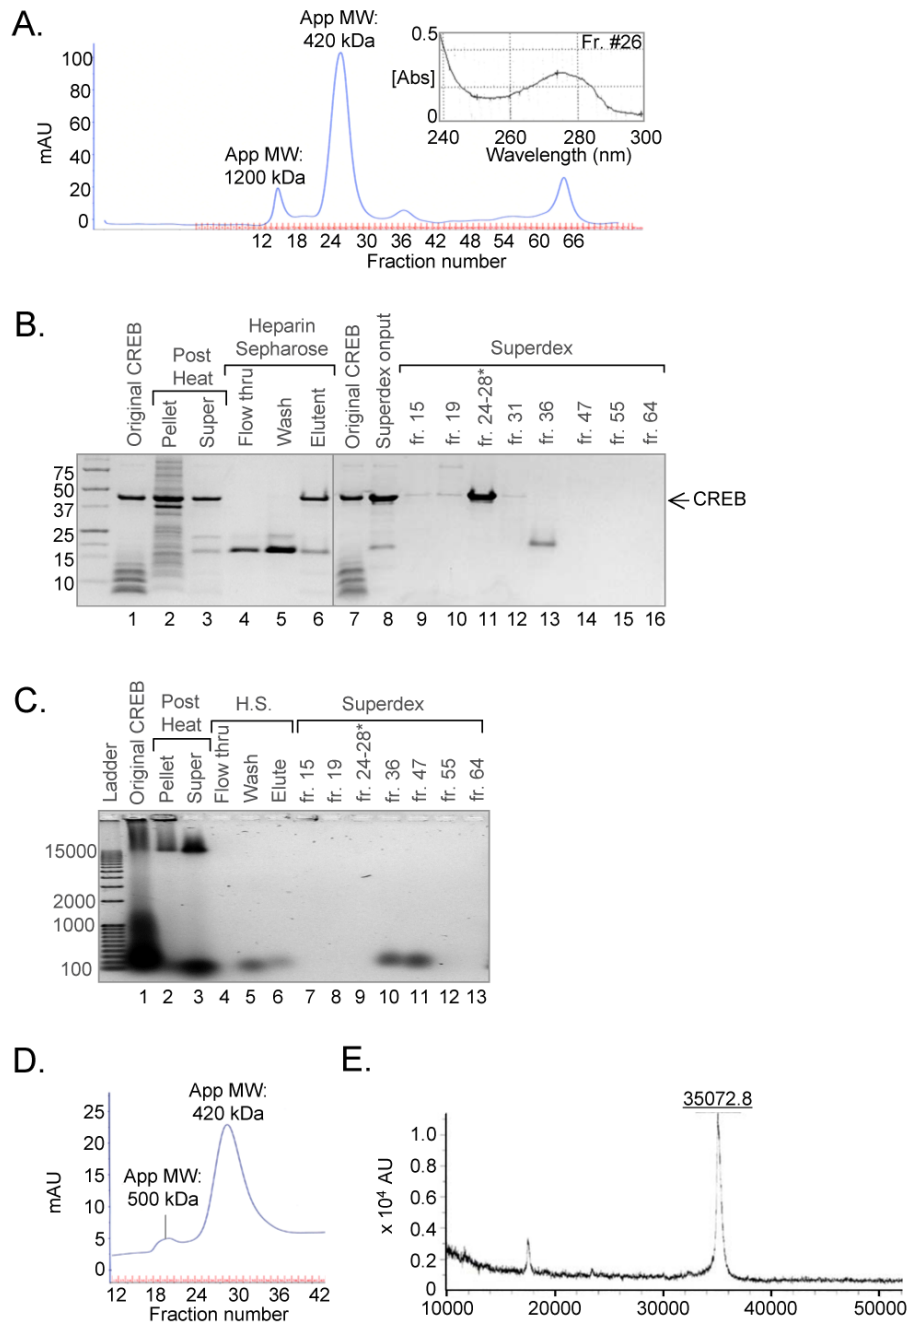 A.
App MW:
420 kDa
App MW:
1200 kDa
mAU
100
80
60
40
20
0
12 18 24 30 36 42 48 54 60 66
Fraction number
Fr. #26
0.5
[Abs]
0
240 260 280 300
Wavelength (nm)
B.
Original CREB
Post
Heat
Pellet
Super
Heparin
Sepharose
Flow thru
Wash
Elutent
Original CREB
Superdex onput
Superdex
fr. 15
fr. 19
fr. 24-28*
fr. 31
fr. 36
fr. 47
fr. 55
fr. 64
75
50
37
25
15
10
CREB
1 2 3 4 5 6 7 8 9 10 11 12 13 14 15 16
C.
Ladder
Original CREB
Post
Heat
Pellet
Super
H.S.
Flow thru
Wash
Elute
Superdex
fr. 15
fr. 19
fr. 24-28*
fr. 36
fr. 47
fr. 55
fr. 64
15000
2000
1000
100
1 2 3 4 5 6 7 8 9 10 11 12 13
D.
App MW:
420 kDa
App MW:
500 kDa
mAU
25
20
15
10
5
0
12 18 24 30 36 42
Fraction number
E.
35072.8
x 10⁴ AU
1.0
0.8
0.6
0.4
0.2
0
10000 20000 30000 40000 50000